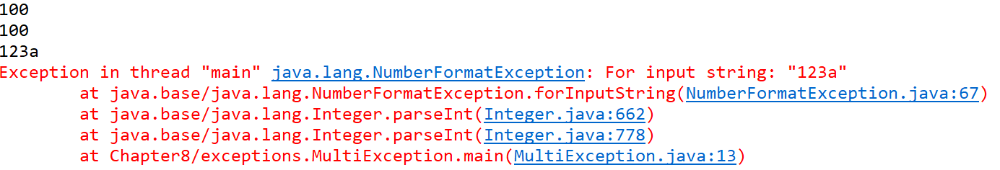 100
100
123a
Exception in thread "main" java.lang.NumberFormatException: For input string: "123a"
	at java.base/java.lang.NumberFormatException.forInputString(NumberFormatException.java:67)
	at java.base/java.lang.Integer.parseInt(Integer.java:662)
	at java.base/java.lang.Integer.parseInt(Integer.java:778)
	at Chapter8/exceptions.MultiException.main(MultiException.java:13)